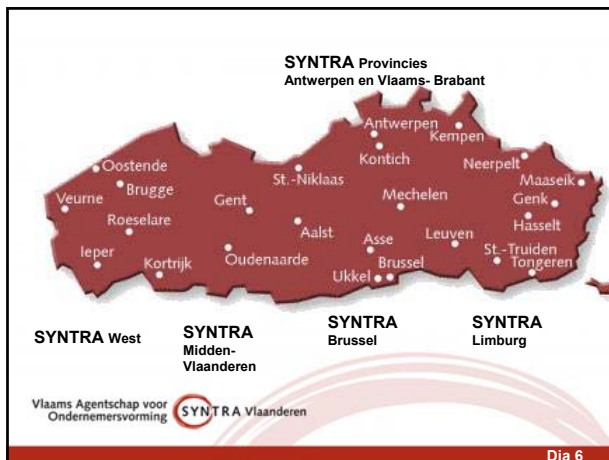 SYNTRA Provincies
Antwerpen en Vlaams- Brabant
Antwerpen
Kempen
Kontich
Neerpelt
Oostende
St.-Niklaas
Maaseik
Brugge
Genk
Veurne
Gent
Mechelen
Hasselt
Roeselare
Aalst
Leuven
Asse
St.-Truiden
Ieper
Oudenaarde
Brussel
Tongeren
Kortrijk
Ukkel
SYNTRA West
SYNTRA
Midden-
Vlaanderen
SYNTRA
Brussel
SYNTRA
Limburg
Vlaams Agentschap voor
Ondernemersvorming
SYNTRA Vlaanderen
Dia 6